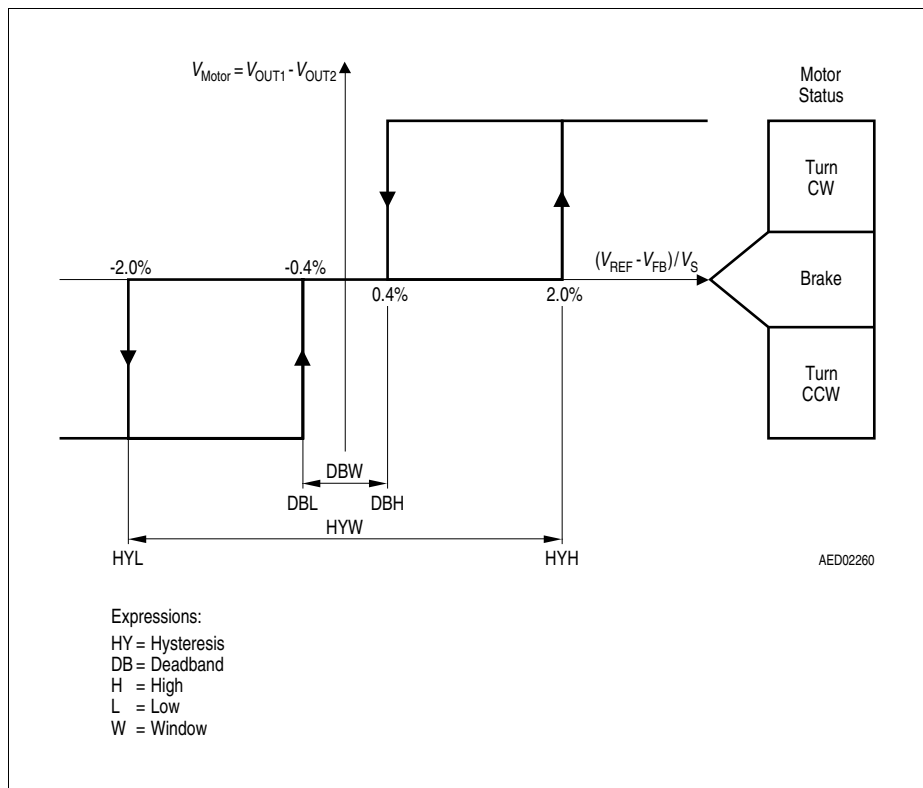 V_Motor = V_OUT1 - V_OUT2
Motor
Status
Turn
CW
-2.0%
-0.4%
(V_REF - V_FB) / V_S
Brake
0.4%
2.0%
Turn
CCW
DBW
DBL
DBH
HYW
HYL
HYH
AED02260
Expressions:
HY = Hysteresis
DB = Deadband
H = High
L = Low
W = Window